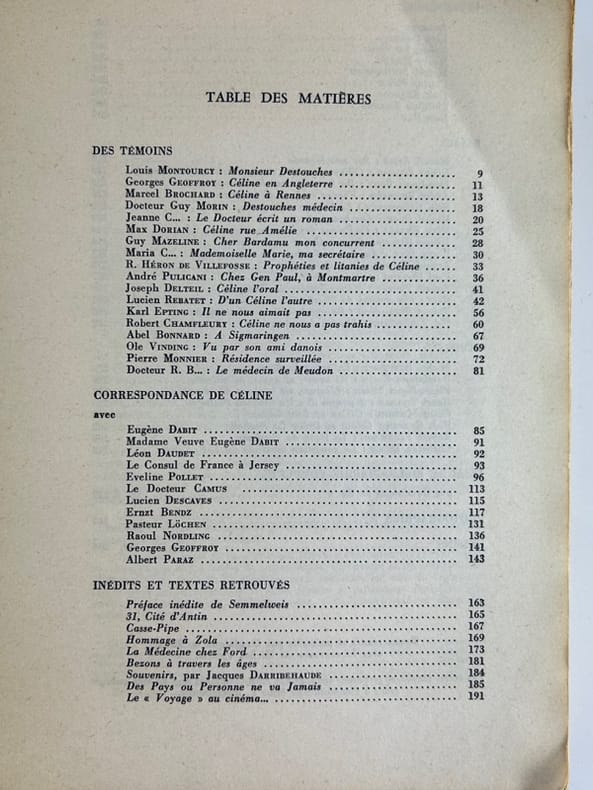 TABLE DES MATIÈRES
DES TÉMOINS
Louis MONTOURCY : Monsieur Destouches ...................... 9
Georges GEOFFROY : Céline en Angleterre ...................... 11
Marcel BROCHARD : Céline à Rennes ...................... 13
Docteur Guy MORIN : Destouches médecin ...................... 18
Jeanne C... : Le Docteur écrit un roman ...................... 20
Max DORIAN : Céline rue Amélie ...................... 25
Guy MAZELINE : Cher Bardamu mon concurrent ............... 28
Maria C... : Mademoiselle Marie, ma secrétaire ................ 30
R. HÉRON DE VILLEFOSSE : Prophéties et litanies de Céline ...... 33
André PULICANI : Chez Gen Paul, à Montmartre ............... 36
Joseph DELTEIL : Céline l'oral ...................... 41
Lucien REBATET : D'un Céline l'autre ...................... 42
Karl EPTING : Il ne nous aimait pas ...................... 56
Robert CHAMFLEURY : Céline ne nous a pas trahis .............. 60
Abel BONNARD : A Sigmaringen ...................... 67
Ole VINDING : Vu par son ami danois ...................... 69
Pierre MONNIER : Résidence surveillée ...................... 72
Docteur R. B... : Le médecin de Meudon ...................... 81
CORRESPONDANCE DE CÉLINE
avec
Eugène DABIT ...................... 85
Madame Veuve Eugène DABIT ...................... 91
Léon DAUDET ...................... 92
Le Consul de France à Jersey ...................... 93
Eveline POLLET ...................... 96
Le Docteur CAMUS ...................... 113
Lucien DESCAVES ...................... 115
Ernzt BENDZ ...................... 117
Pasteur LÖCHEN ...................... 131
Raoul NORDLING ...................... 136
Georges GEOFFROY ...................... 141
Albert PARAZ ...................... 143
INÉDITS ET TEXTES RETROUVÉS
Préface inédite de Semmelweis ...................... 163
31, Cité d'Antin ...................... 165
Casse-Pipe ...................... 167
Hommage à Zola ...................... 169
La Médecine chez Ford ...................... 173
Bezons à travers les âges ...................... 181
Souvenirs, par Jacques DARRIBEHAUDE ...................... 184
Des Pays ou Personne ne va Jamais ...................... 185
Le « Voyage » au cinéma... ...................... 191